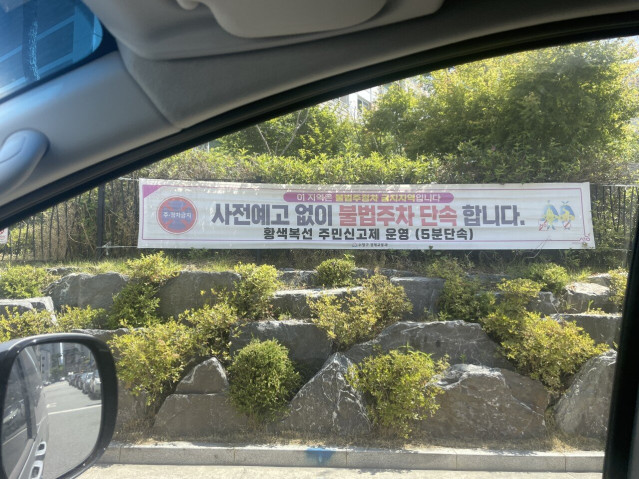 이 지역은 불법주정차 금지지역입니다
주·정차금지
사전예고 없이 불법주차 단속 합니다.
황색복선 주민신고제 운영 (5분단속)